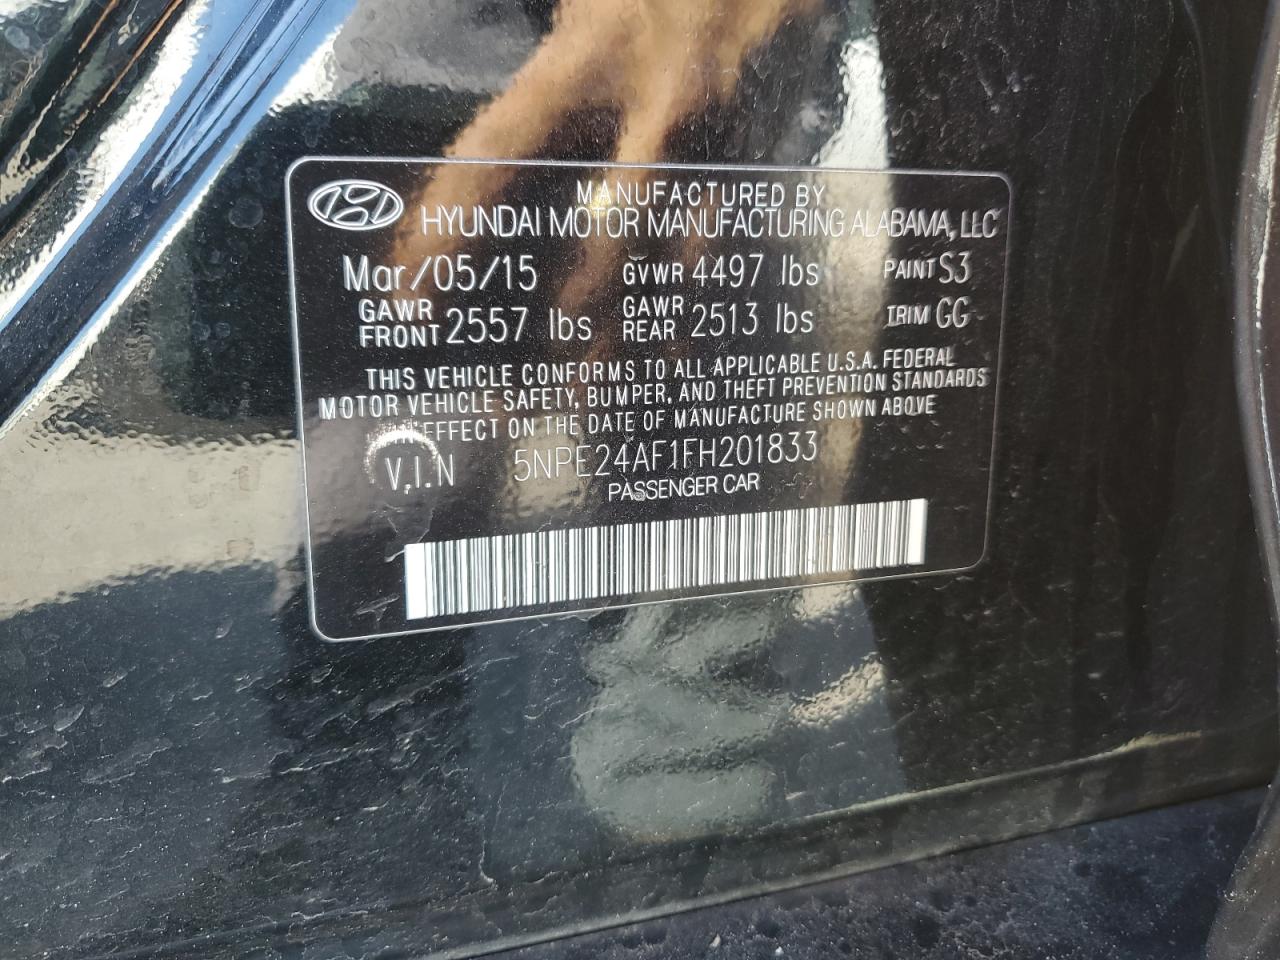 MANUFACTURED BY
HYUNDAI MOTOR MANUFACTURING ALABAMA, LLC
Mar/05/15 GVWR 4497 lbs PAINT S3
GAWR FRONT 2557 lbs GAWR REAR 2513 lbs TRIM GG
THIS VEHICLE CONFORMS TO ALL APPLICABLE U.S.A. FEDERAL
MOTOR VEHICLE SAFETY, BUMPER, AND THEFT PREVENTION STANDARDS
IN EFFECT ON THE DATE OF MANUFACTURE SHOWN ABOVE
V.I.N 5NPE24AF1FH201833
PASSENGER CAR